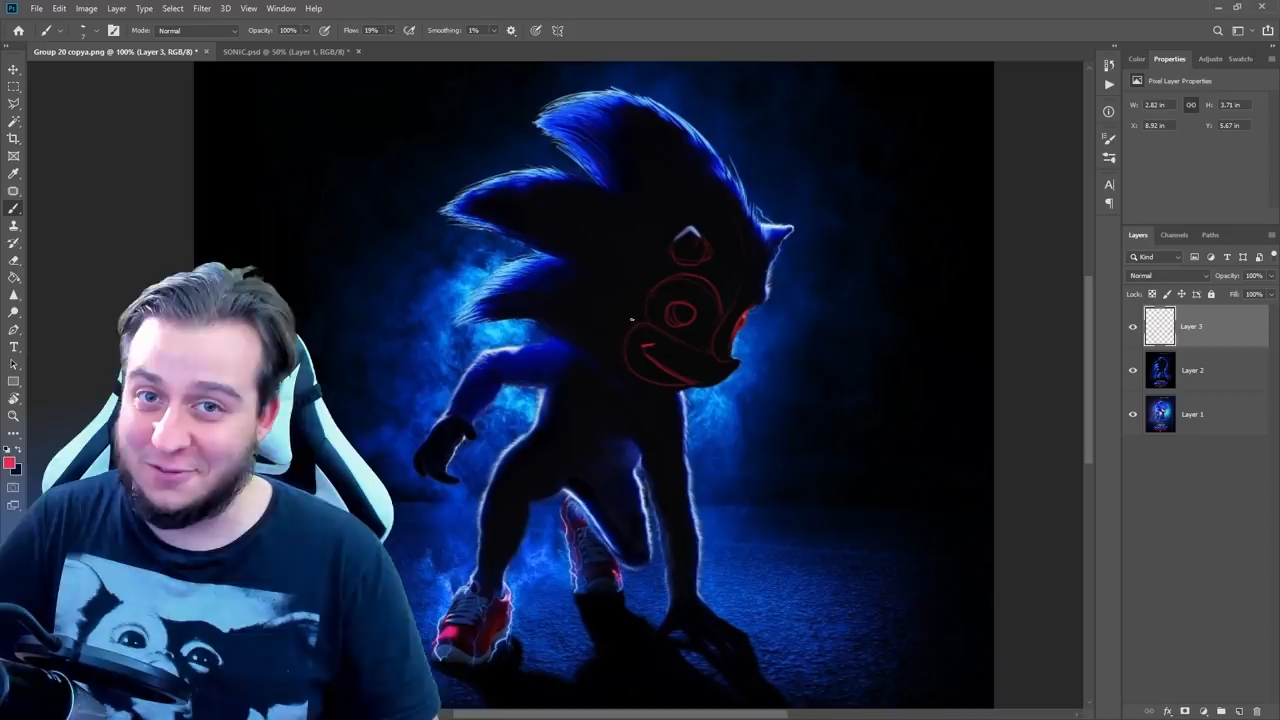 File Edit Image Layer Type Select Filter 3D View Window Help
Mode: Normal Opacity: 100% Flow: 19% Smoothing: 1%
Group 20 copya.png @ 100% (Layer 3, RGB/8) * × SONIC.psd @ 50% (Layer 1, RGB/8) * ×
Color Properties Adjustn Swatch
Pixel Layer Properties
W: 2.82 in H: 3.71 in
X: 8.92 in Y: 5.67 in
Layers Channels Paths
Kind
Normal Opacity: 100%
Lock: Fill: 100%
Layer 3
Layer 2
Layer 1